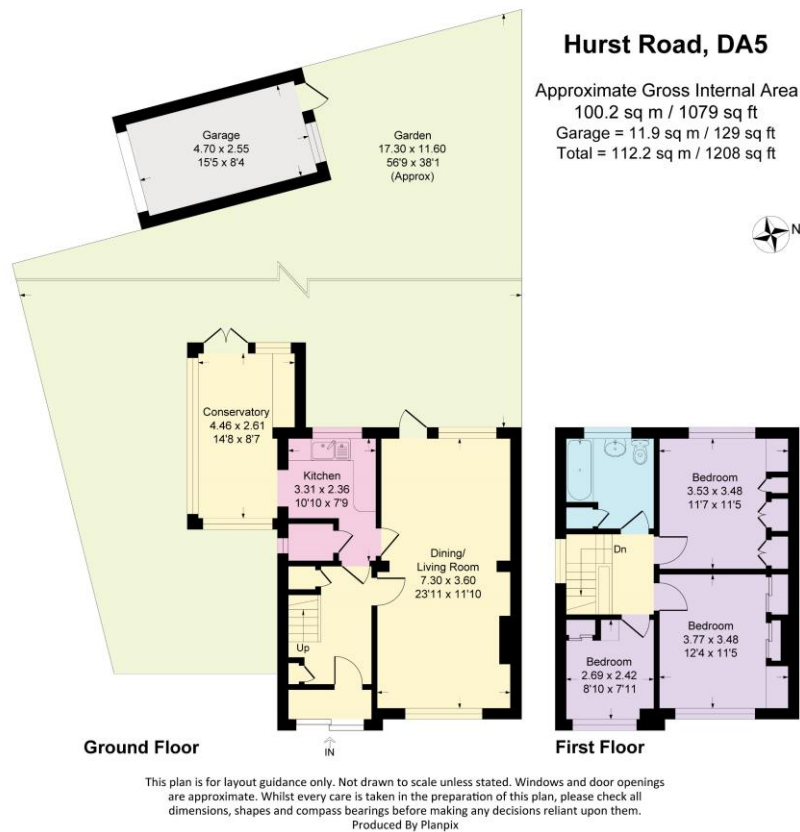 Hurst Road, DA5
Approximate Gross Internal Area
100.2 sq m / 1079 sq ft
Garage = 11.9 sq m / 129 sq ft
Total = 112.2 sq m / 1208 sq ft
N
Garage
4.70 x 2.55
15'5 x 8'4
Garden
17.30 x 11.60
56'9 x 38'1
(Approx)
Conservatory
4.46 x 2.61
14'8 x 8'7
Kitchen
3.31 x 2.36
10'10 x 7'9
Dining/
Living Room
7.30 x 3.60
23'11 x 11'10
Up
IN
Ground Floor
Bedroom
3.53 x 3.48
11'7 x 11'5
Dn
Bedroom
3.77 x 3.48
12'4 x 11'5
Bedroom
2.69 x 2.42
8'10 x 7'11
First Floor
This plan is for layout guidance only. Not drawn to scale unless stated. Windows and door openings
are approximate. Whilst every care is taken in the preparation of this plan, please check all
dimensions, shapes and compass bearings before making any decisions reliant upon them.
Produced By Planpix